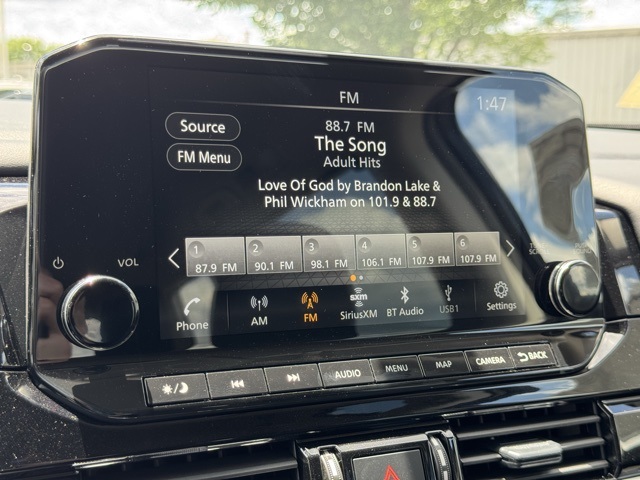 FM
1:47
Source
88.7 FM
The Song
FM Menu
Adult Hits
Love Of God by Brandon Lake &
Phil Wickham on 101.9 & 88.7
VOL
1 2 3 4 5 6
87.9 FM 90.1 FM 98.1 FM 106.1 FM 107.9 FM 107.9 FM
Phone AM FM sxm SiriusXM BT Audio USB1 Settings
AUDIO MENU MAP CAMERA BACK